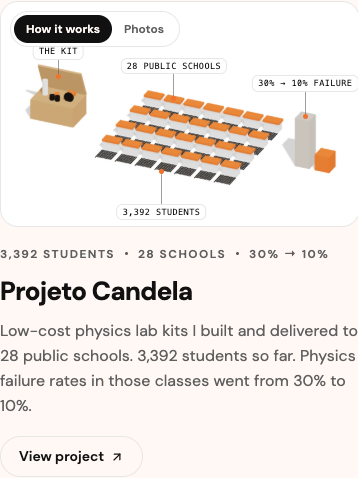 How it works
Photos
THE KIT
28 PUBLIC SCHOOLS
30% → 10% FAILURE
3,392 STUDENTS
3,392 STUDENTS • 28 SCHOOLS • 30% → 10%
Projeto Candela
Low-cost physics lab kits I built and delivered to
28 public schools. 3,392 students so far. Physics
failure rates in those classes went from 30% to
10%.
View project ↗